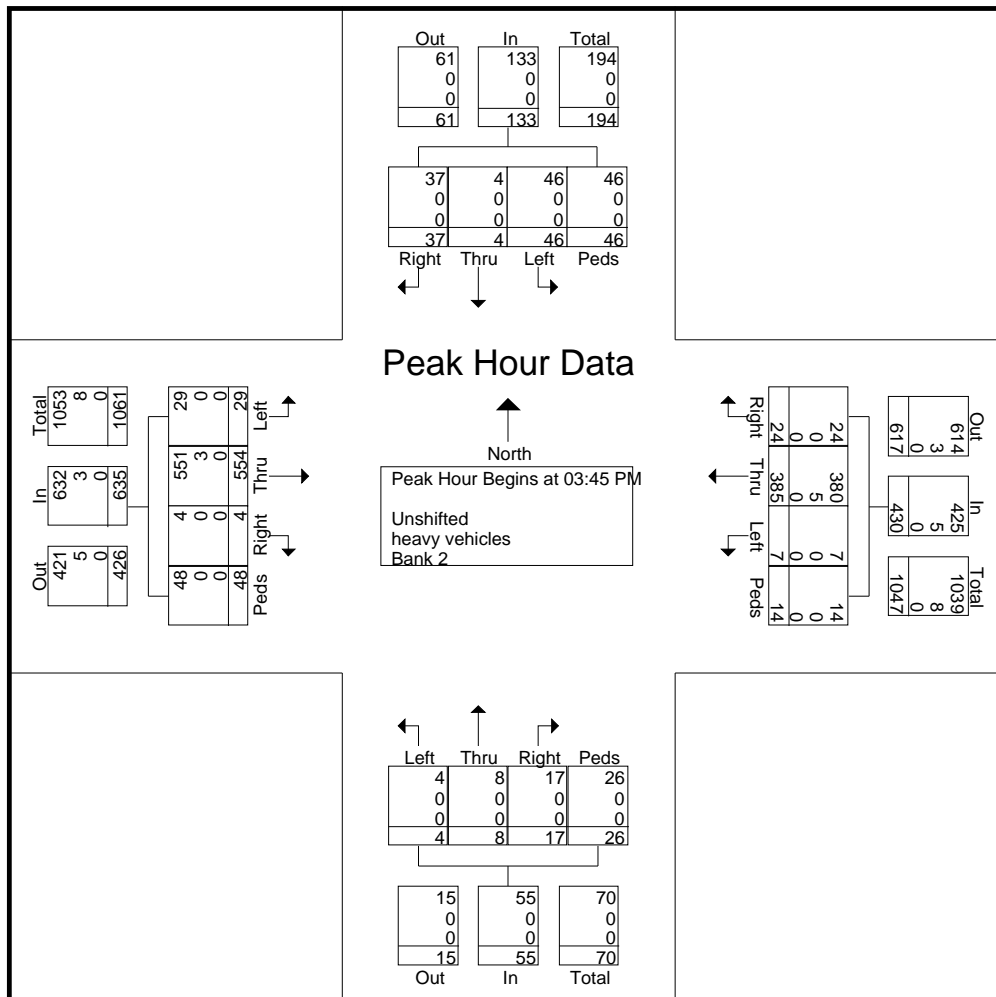 Out In Total
61 133 194
0 0 0
0 0 0
61 133 194
37 4 46 46
0 0 0 0
0 0 0 0
37 4 46 46
Right Thru Left Peds
Peak Hour Data
North
Peak Hour Begins at 03:45 PM
Unshifted
heavy vehicles
Bank 2
Total
1053
8
0
1061
In
632
3
0
635
Out
421
5
0
426
29
0
0
29
Left
551
3
0
554
Thru
4
0
0
4
Right
48
0
0
48
Peds
Right
24
0
0
24
Thru
385
0
5
380
Left
7
0
0
7
Peds
14
0
0
14
Out
614
3
0
617
In
425
5
0
430
Total
1039
8
0
1047
Left Thru Right Peds
4 8 17 26
0 0 0 0
0 0 0 0
4 8 17 26
15 55 70
0 0 0
0 0 0
15 55 70
Out In Total